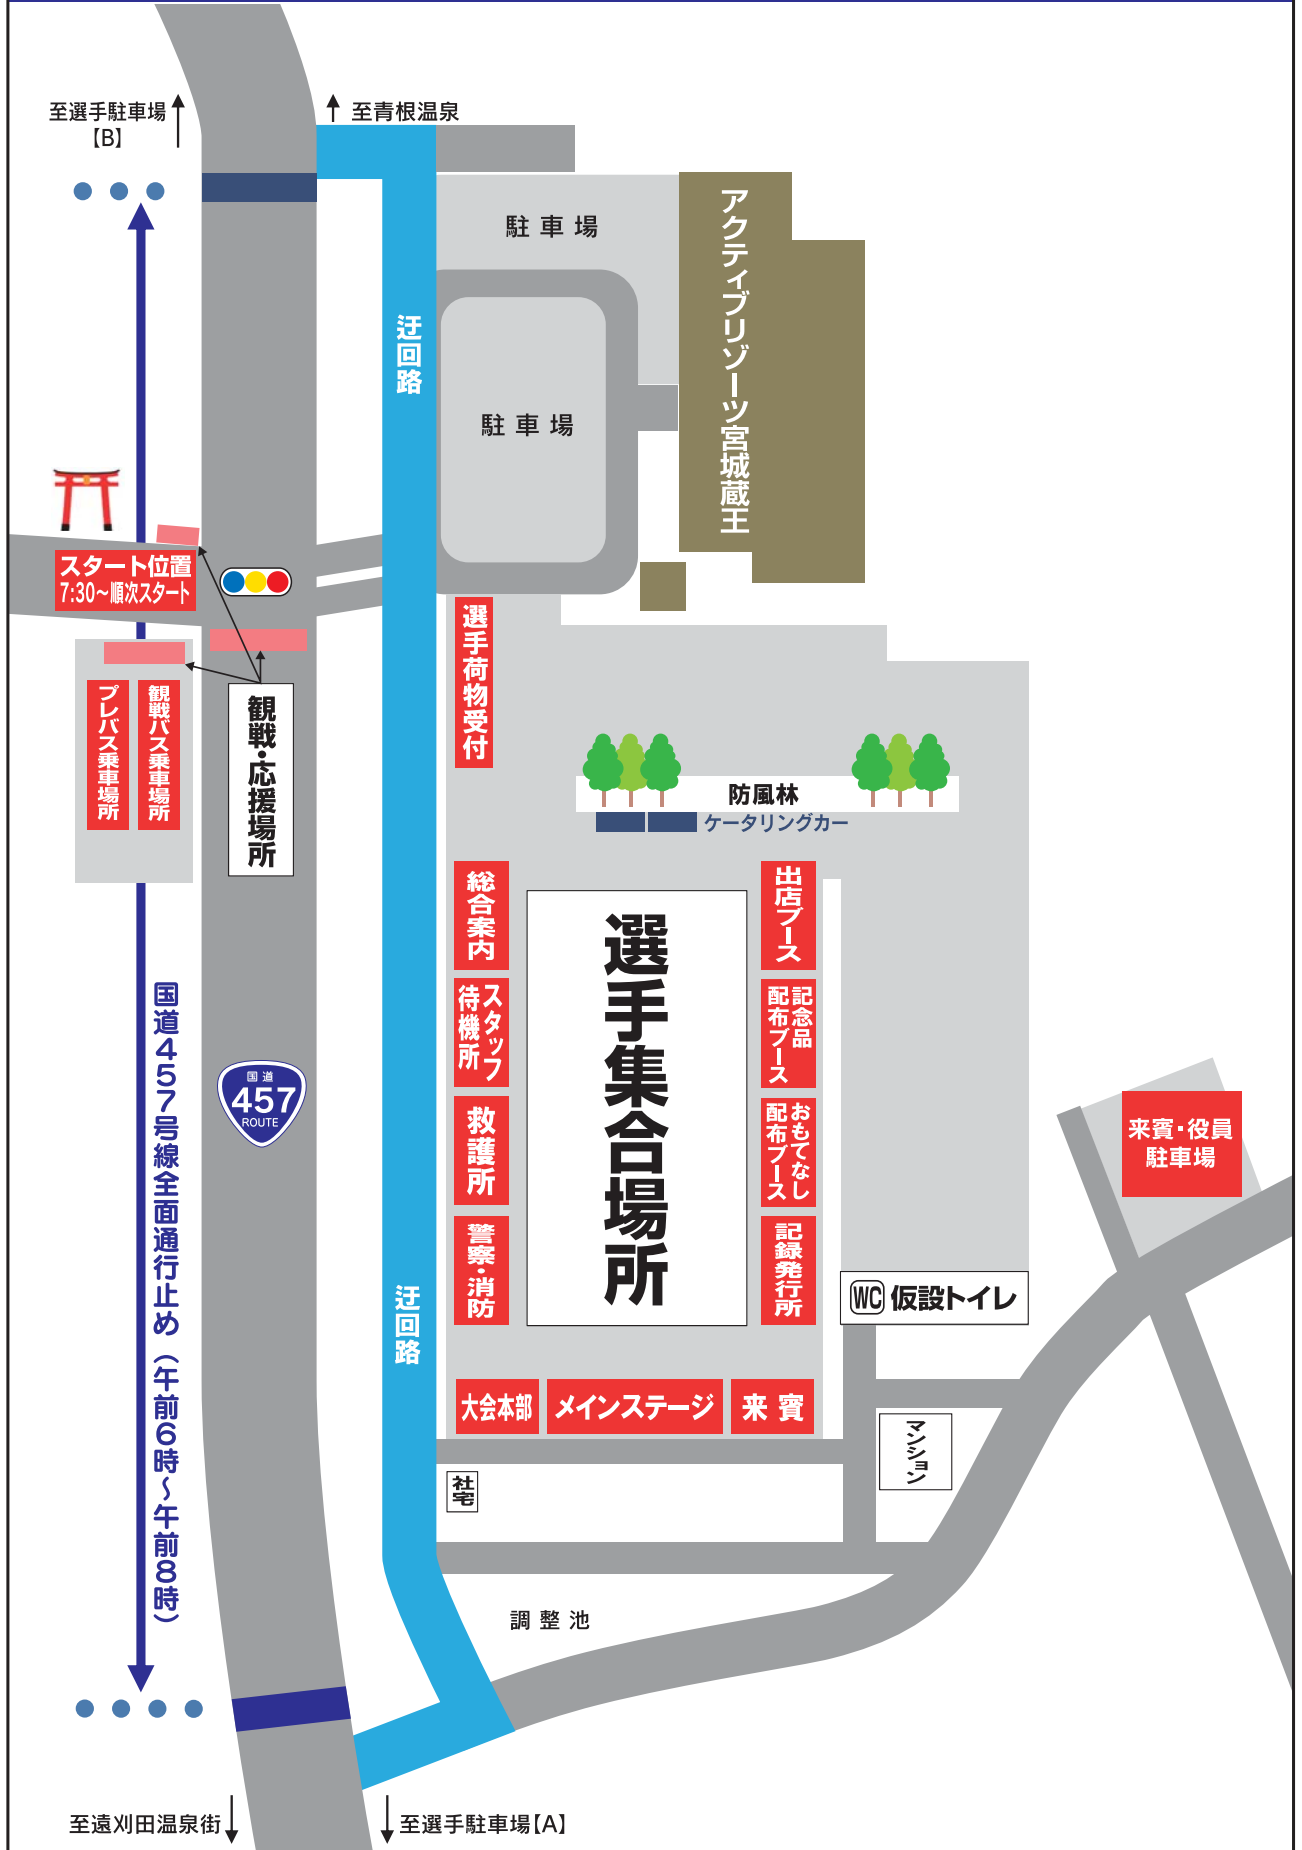 至選手駐車場
【B】
至青根温泉
駐車場
アクティブリゾーツ宮城蔵王
迂回路
駐車場
スタート位置
7:30～順次スタート
選手荷物受付
プレバス乗車場所
観戦バス乗車場所
観戦・応援場所
防風林
ケータリングカー
総合案内
スタッフ
待機所
救護所
警察・消防
選手集合場所
出店ブース
記念品
配布ブース
おもてなし
配布ブース
記録発行所
国道457号線全面通行止め（午前6時～午前8時）
国道
457
ROUTE
来賓・役員
駐車場
WC 仮設トイレ
迂回路
大会本部
メインステージ
来賓
マンション
社宅
調整池
至遠刈田温泉街
至選手駐車場【A】